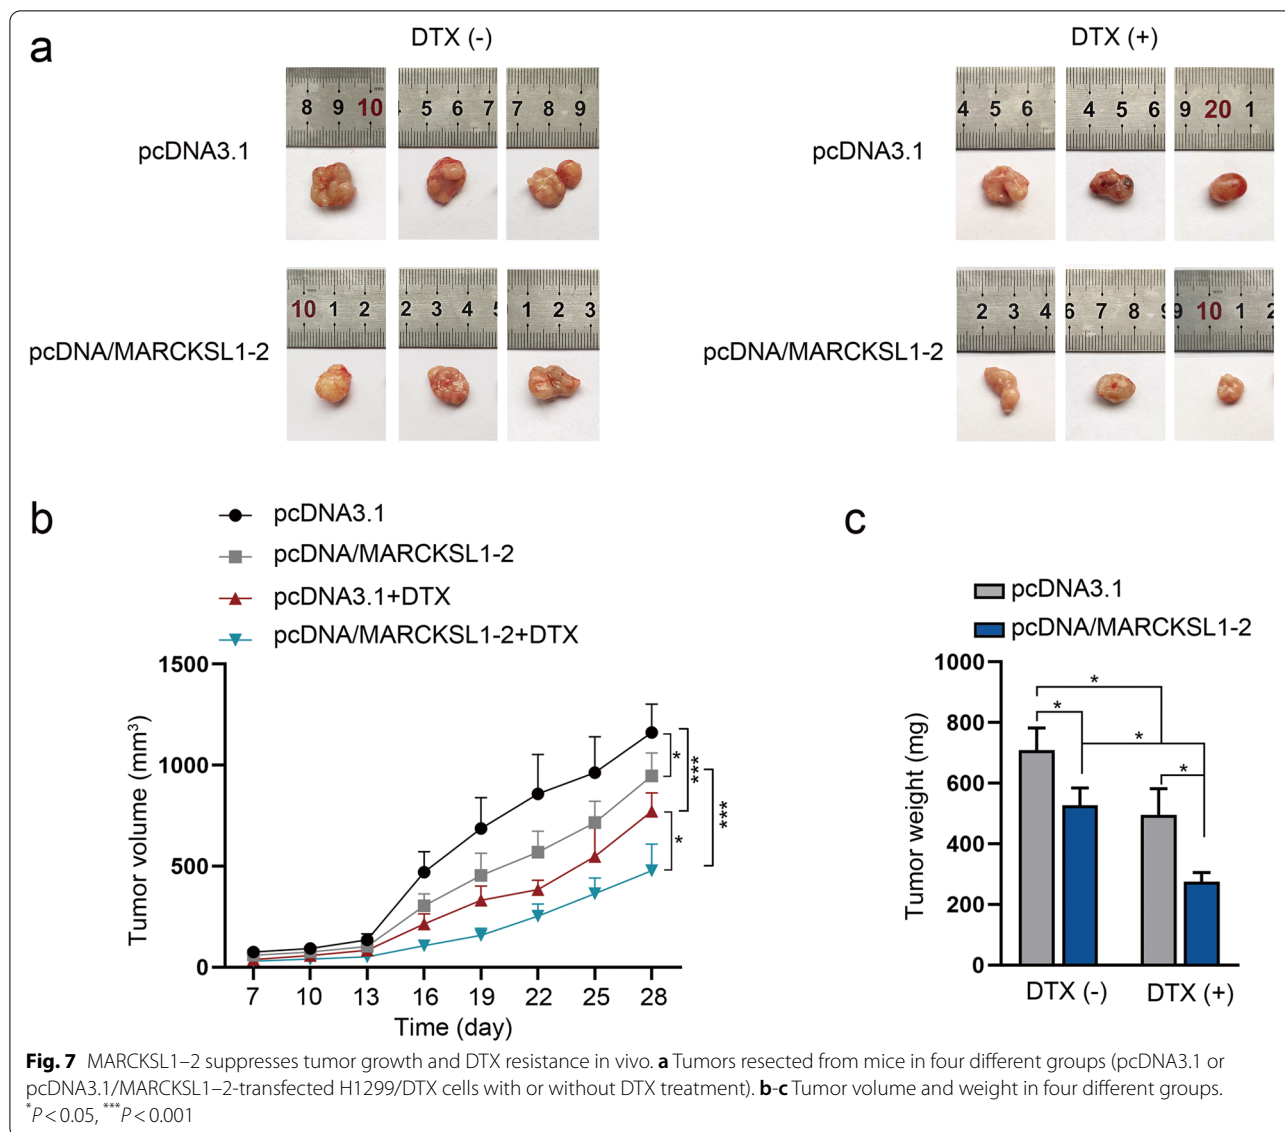 a
DTX (-)
DTX (+)
pcDNA3.1
8 9 10 mm
5 6 7
7 8 9
pcDNA3.1
4 5 6
4 5 6
9 20 1
pcDNA/MARCKSL1-2
10 1 2 mm
2 3 4 5
1 2 3
pcDNA/MARCKSL1-2
2 3 4
6 7 8 9
9 10 1 2
b
pcDNA3.1
pcDNA/MARCKSL1-2
pcDNA3.1+DTX
pcDNA/MARCKSL1-2+DTX
Tumor volume (mm³)
1500
1000
500
0
* *** ***
*
7 10 13 16 19 22 25 28
Time (day)
c
pcDNA3.1
pcDNA/MARCKSL1-2
Tumor weight (mg)
1000
800
600
400
200
0
*
*
*
*
DTX (-) DTX (+)
Fig. 7 MARCKSL1–2 suppresses tumor growth and DTX resistance in vivo. a Tumors resected from mice in four different groups (pcDNA3.1 or
pcDNA3.1/MARCKSL1–2-transfected H1299/DTX cells with or without DTX treatment). b-c Tumor volume and weight in four different groups.
*P < 0.05, ***P < 0.001